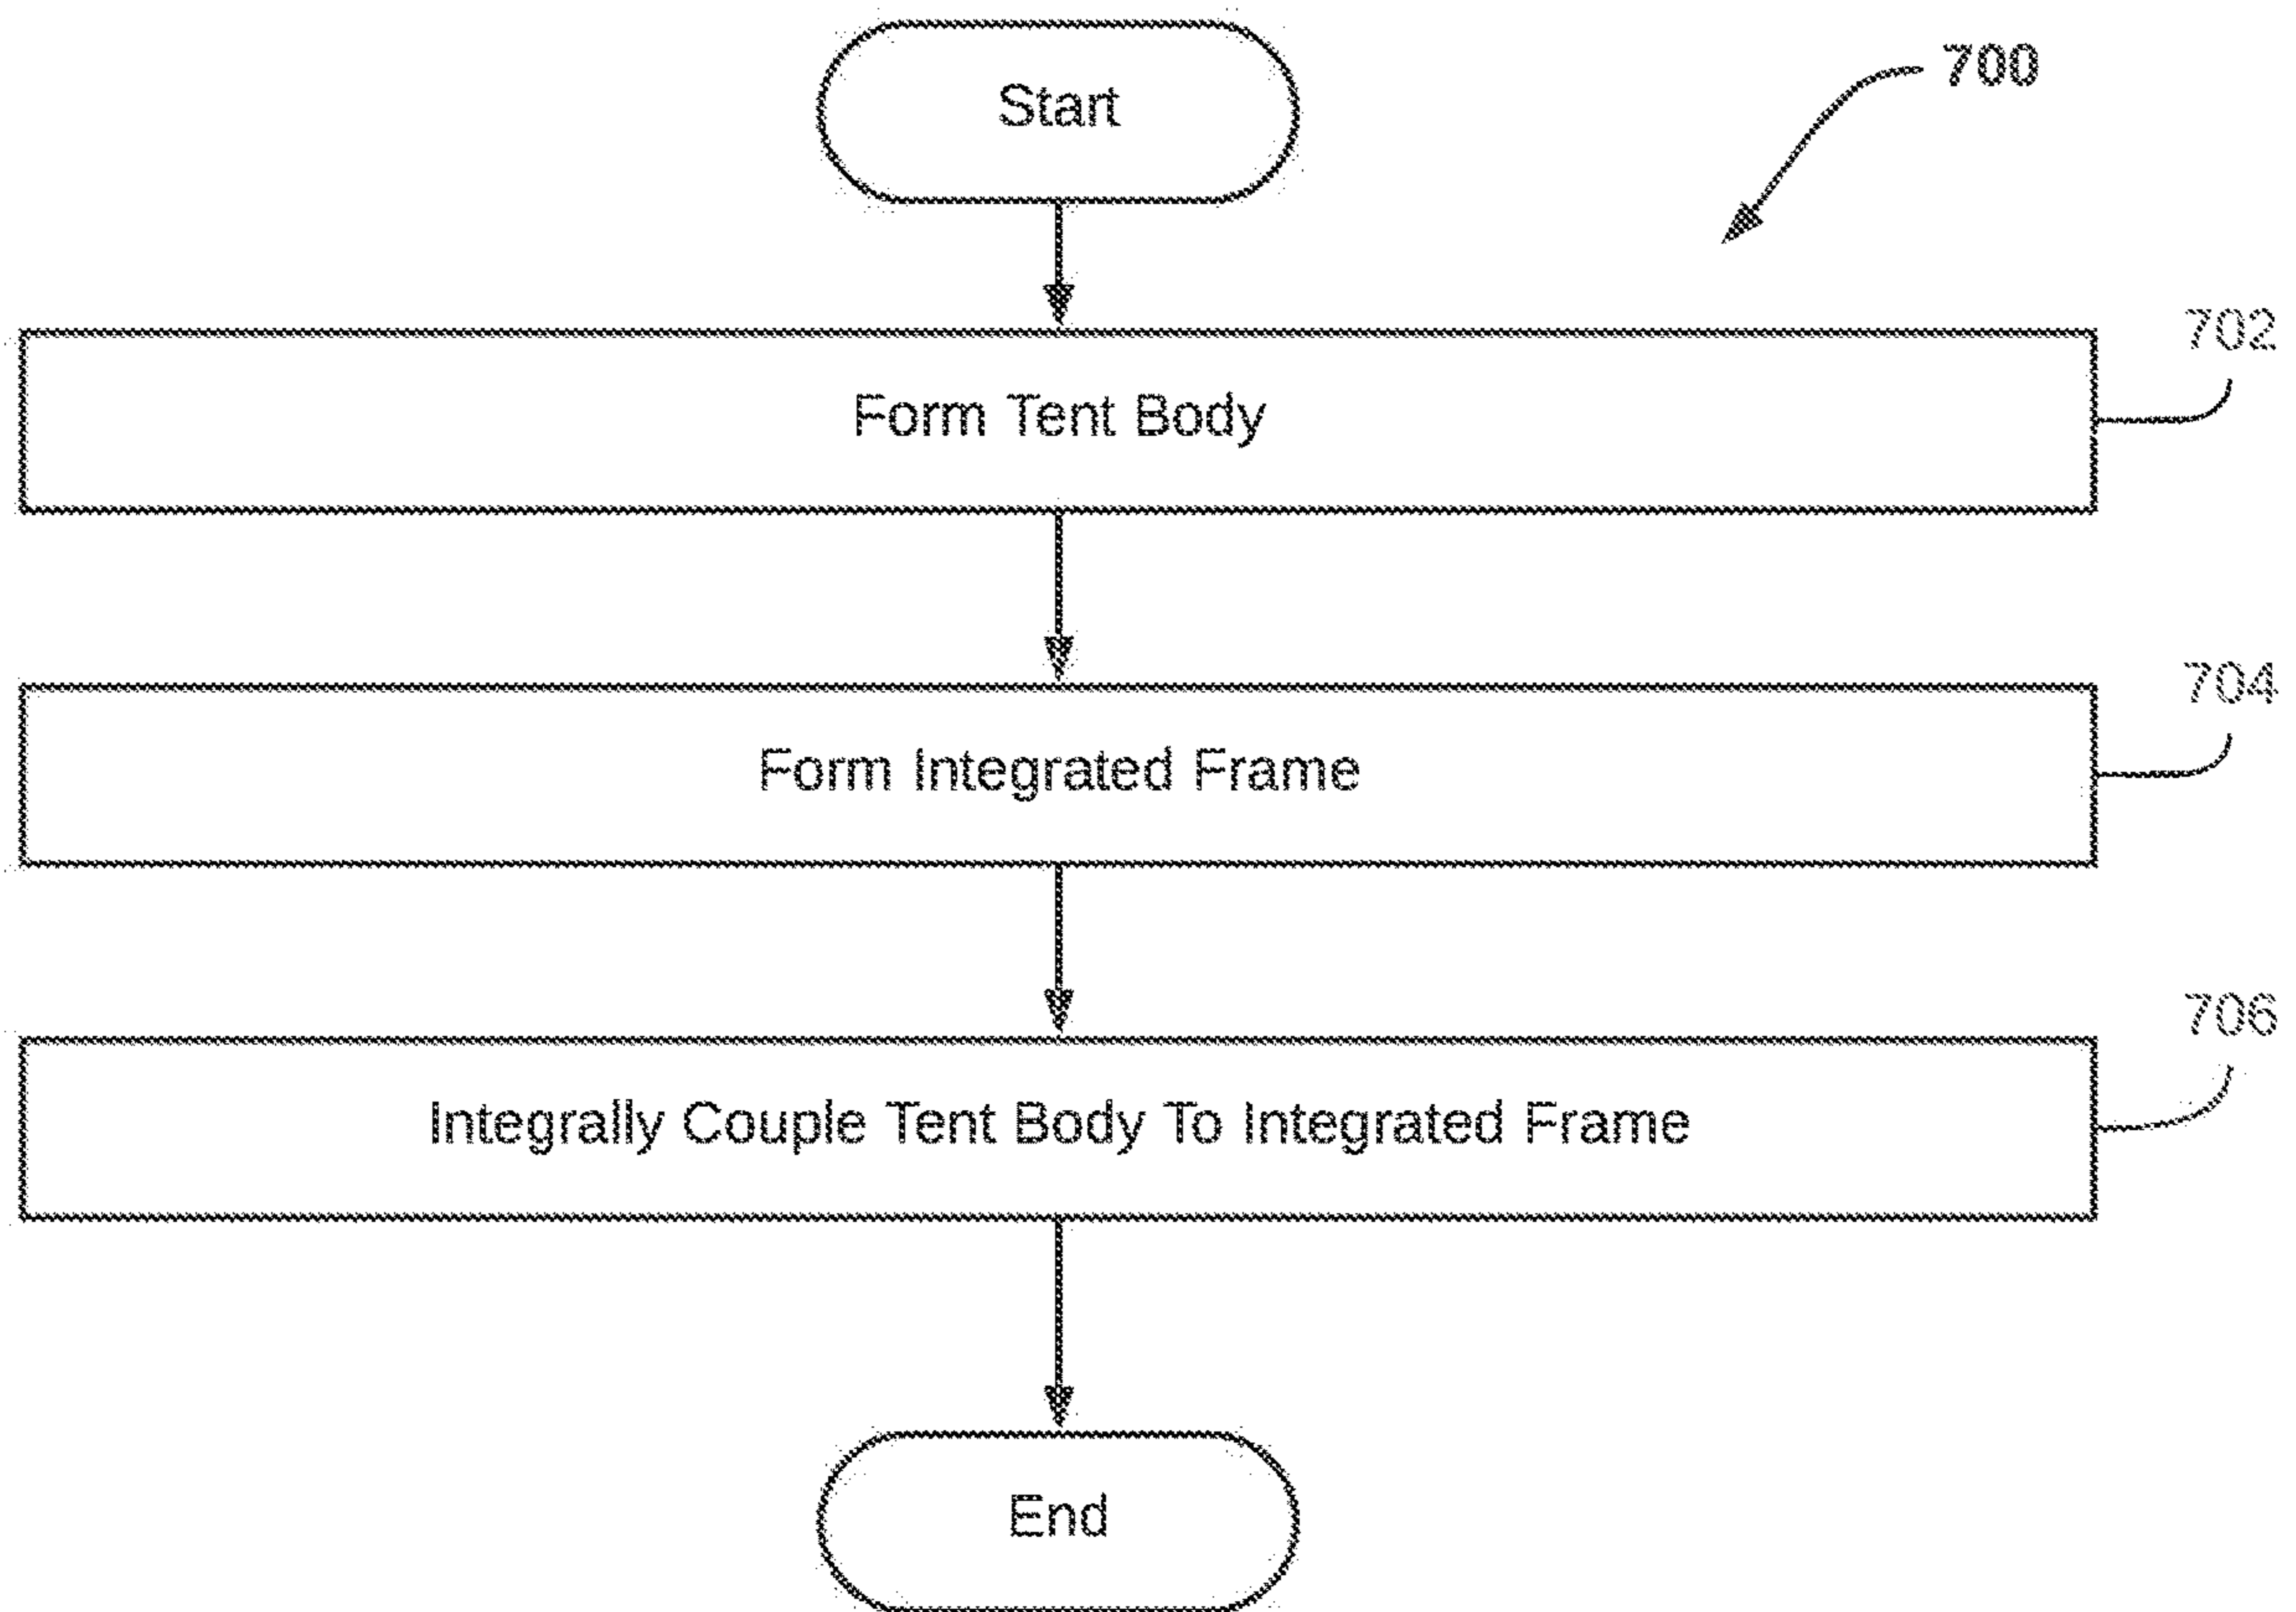 Start
700
702
Form Tent Body
704
Form Integrated Frame
706
Integrally Couple Tent Body To Integrated Frame
End